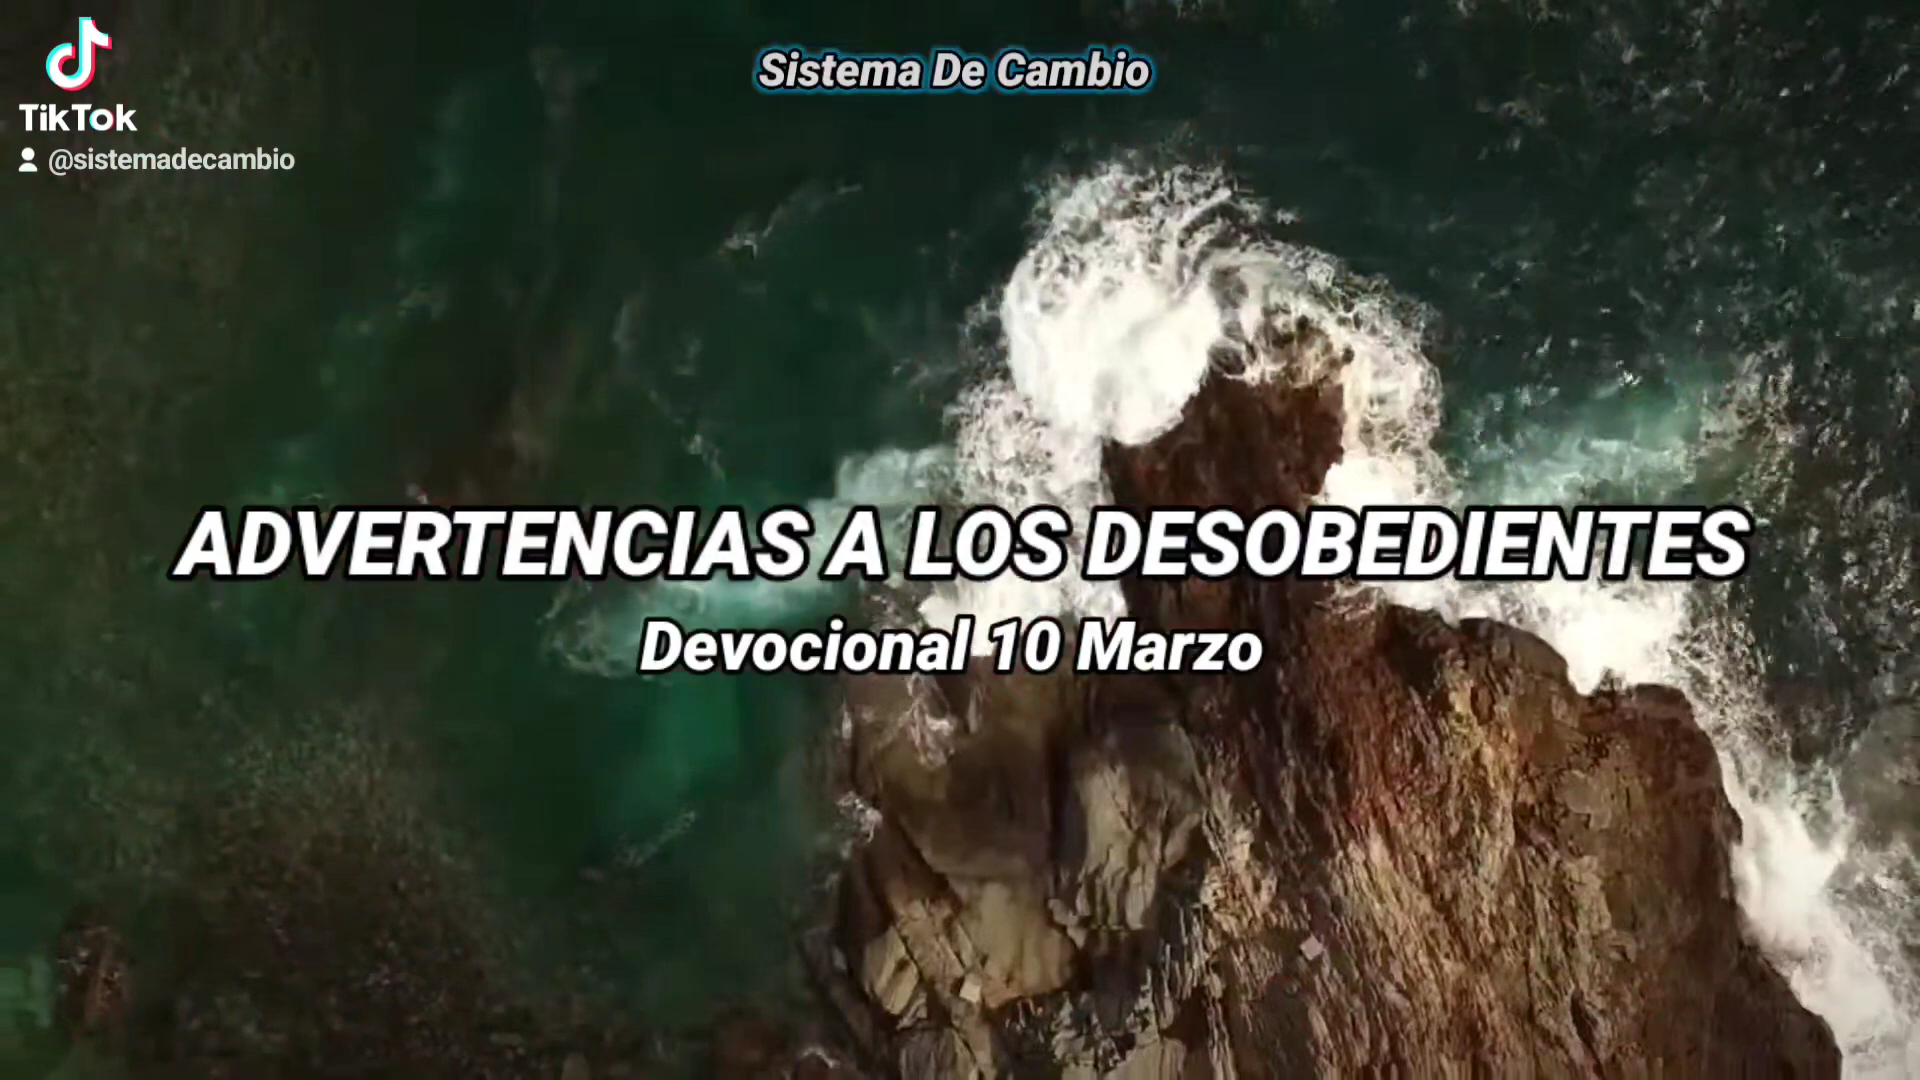 Sistema De Cambio
TikTok
@sistemadecambio
ADVERTENCIAS A LOS DESOBEDIENTES
Devocional 10 Marzo